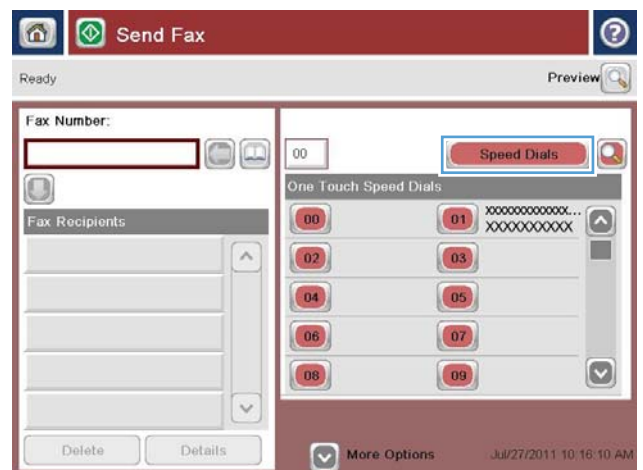 Send Fax
Ready
Preview
Fax Number:
00
Speed Dials
One Touch Speed Dials
Fax Recipients
00
01
XXXXXXXXXXXXX...
XXXXXXXXXX
02
03
04
05
06
07
08
09
Delete
Details
More Options
Jul/27/2011 10:16:10 AM